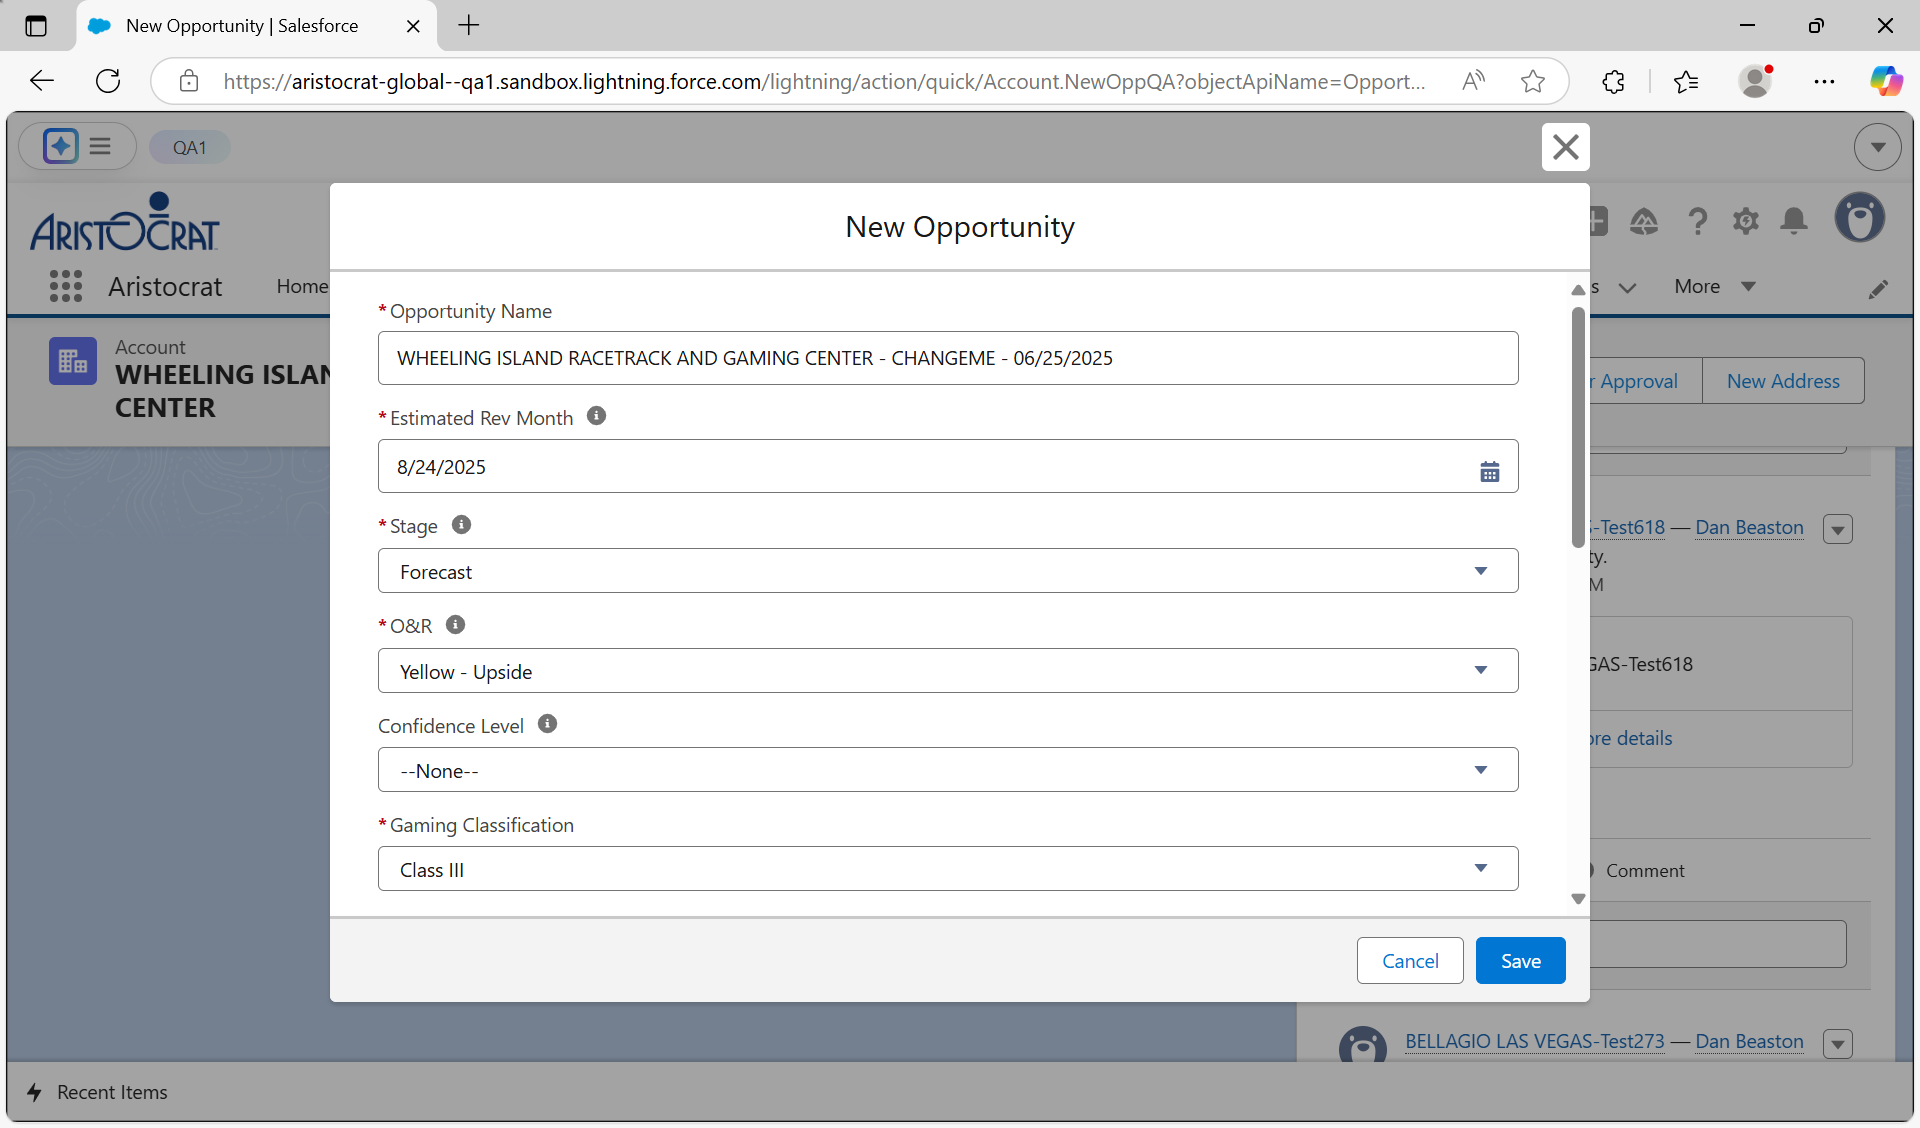 New Opportunity | Salesforce
https://aristocrat-global--qa1.sandbox.lightning.force.com/lightning/action/quick/Account.NewOppQA?objectApiName=Opport...
QA1
ARISTOCRAT
Aristocrat
Home
s
More
Account
WHEELING ISLAN
CENTER
r Approval
New Address
New Opportunity
*Opportunity Name
WHEELING ISLAND RACETRACK AND GAMING CENTER - CHANGEME - 06/25/2025
*Estimated Rev Month
8/24/2025
*Stage
Forecast
*O&R
Yellow - Upside
Confidence Level
--None--
*Gaming Classification
Class III
Cancel
Save
S-Test618 — Dan Beaston
ty.
M
GAS-Test618
ore details
Comment
BELLAGIO LAS VEGAS-Test273 — Dan Beaston
Recent Items